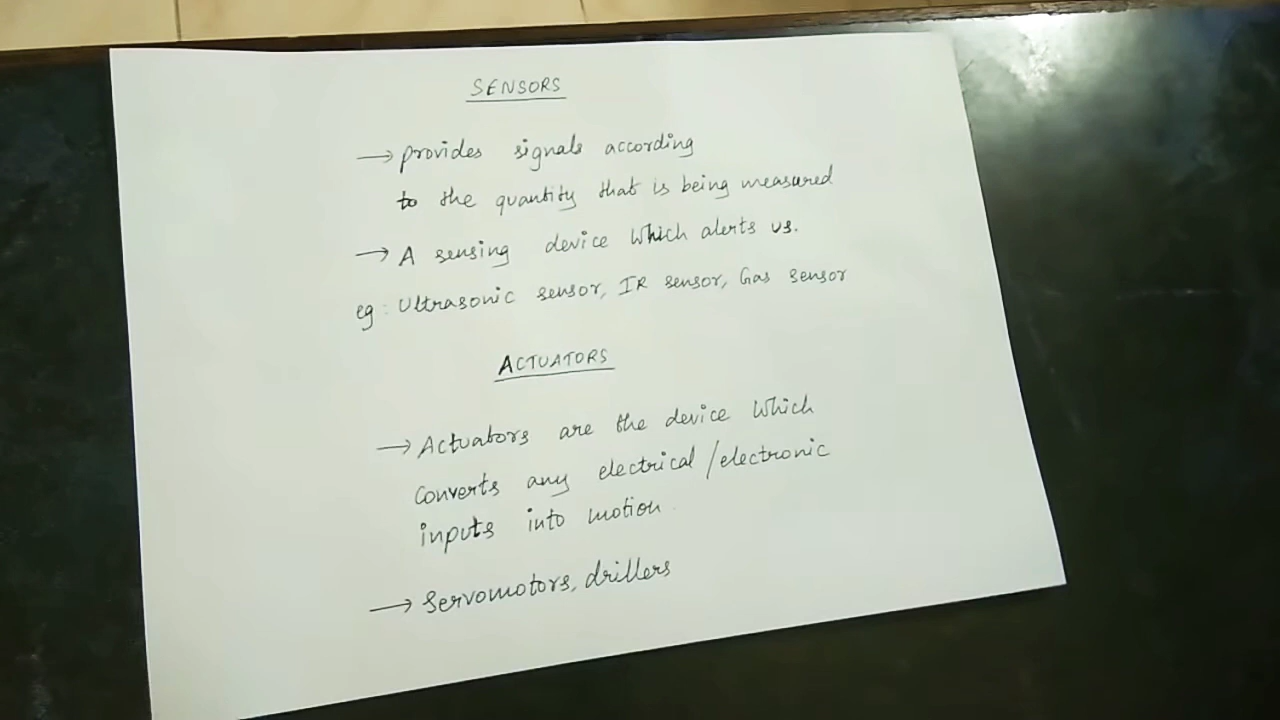 SENSORS
→ provides signals according
to the quantity that is being measured
→ A sensing device which alerts us.
eg: Ultrasonic sensor, IR sensor, Gas sensor
ACTUATORS
→ Actuators are the device which
converts any electrical/electronic
inputs into motion
→ servomotors, drillers